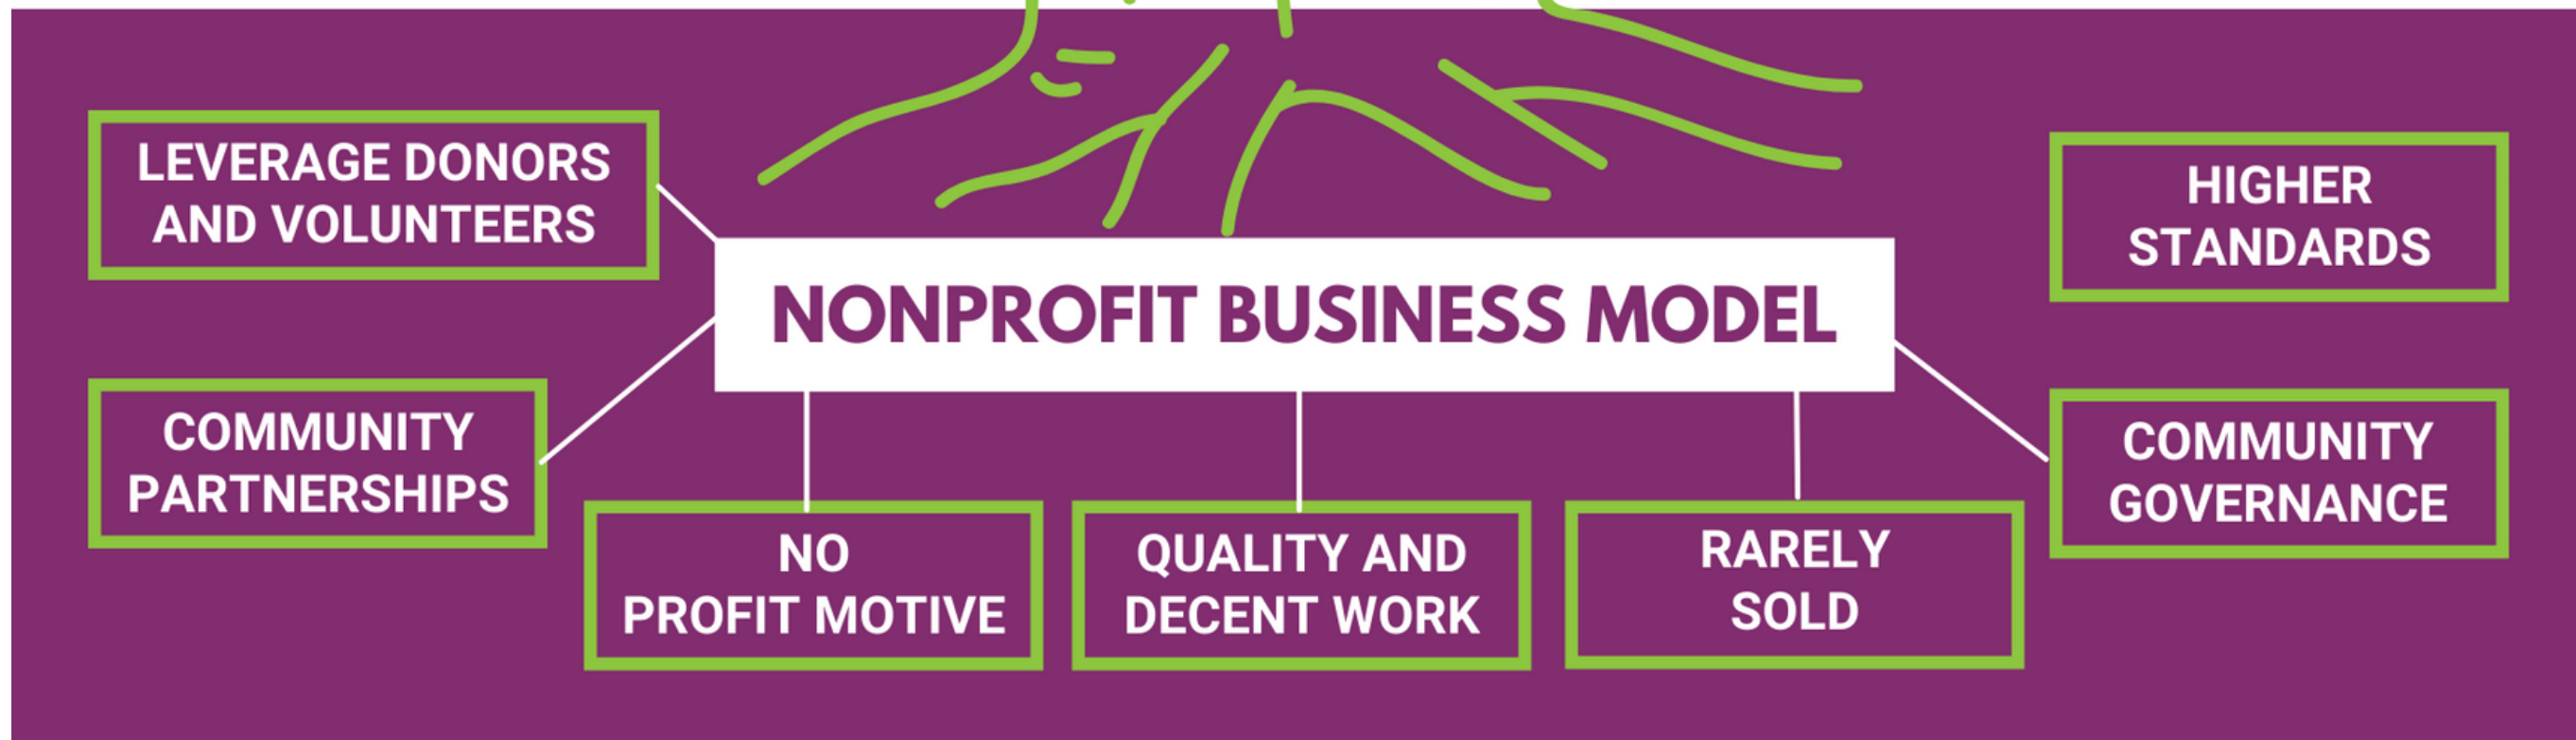 LEVERAGE DONORS
AND VOLUNTEERS
HIGHER
STANDARDS
NONPROFIT BUSINESS MODEL
COMMUNITY
PARTNERSHIPS
COMMUNITY
GOVERNANCE
NO
PROFIT MOTIVE
QUALITY AND
DECENT WORK
RARELY
SOLD